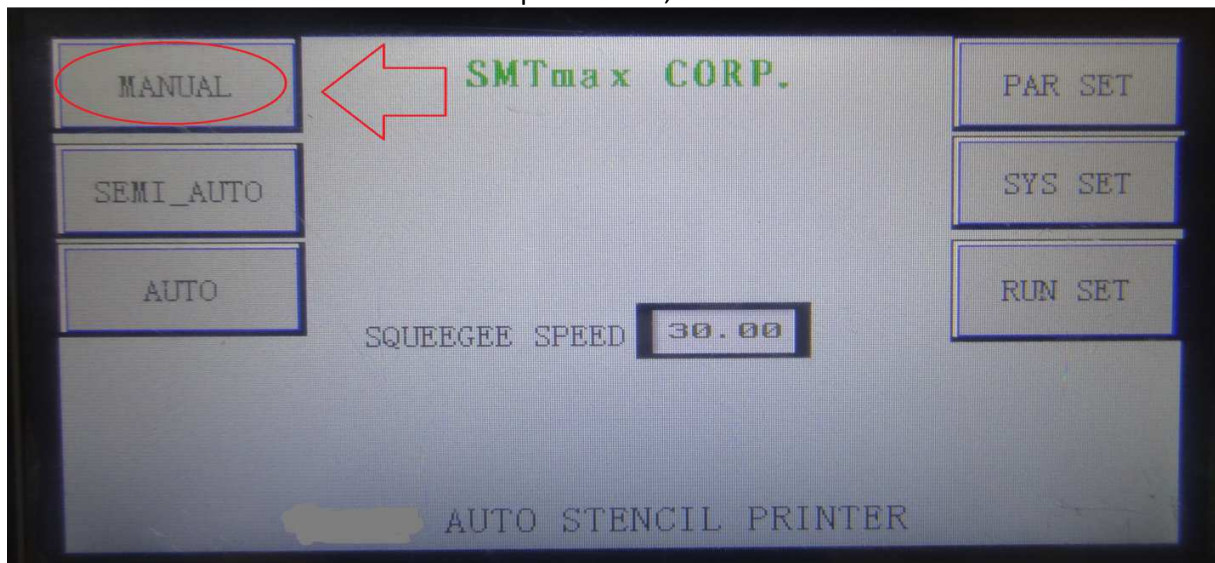 SMTmax CORP.
MANUAL
PAR SET
SEMI_AUTO
SYS SET
AUTO
RUN SET
SQUEEGEE SPEED 30.00
AUTO STENCIL PRINTER